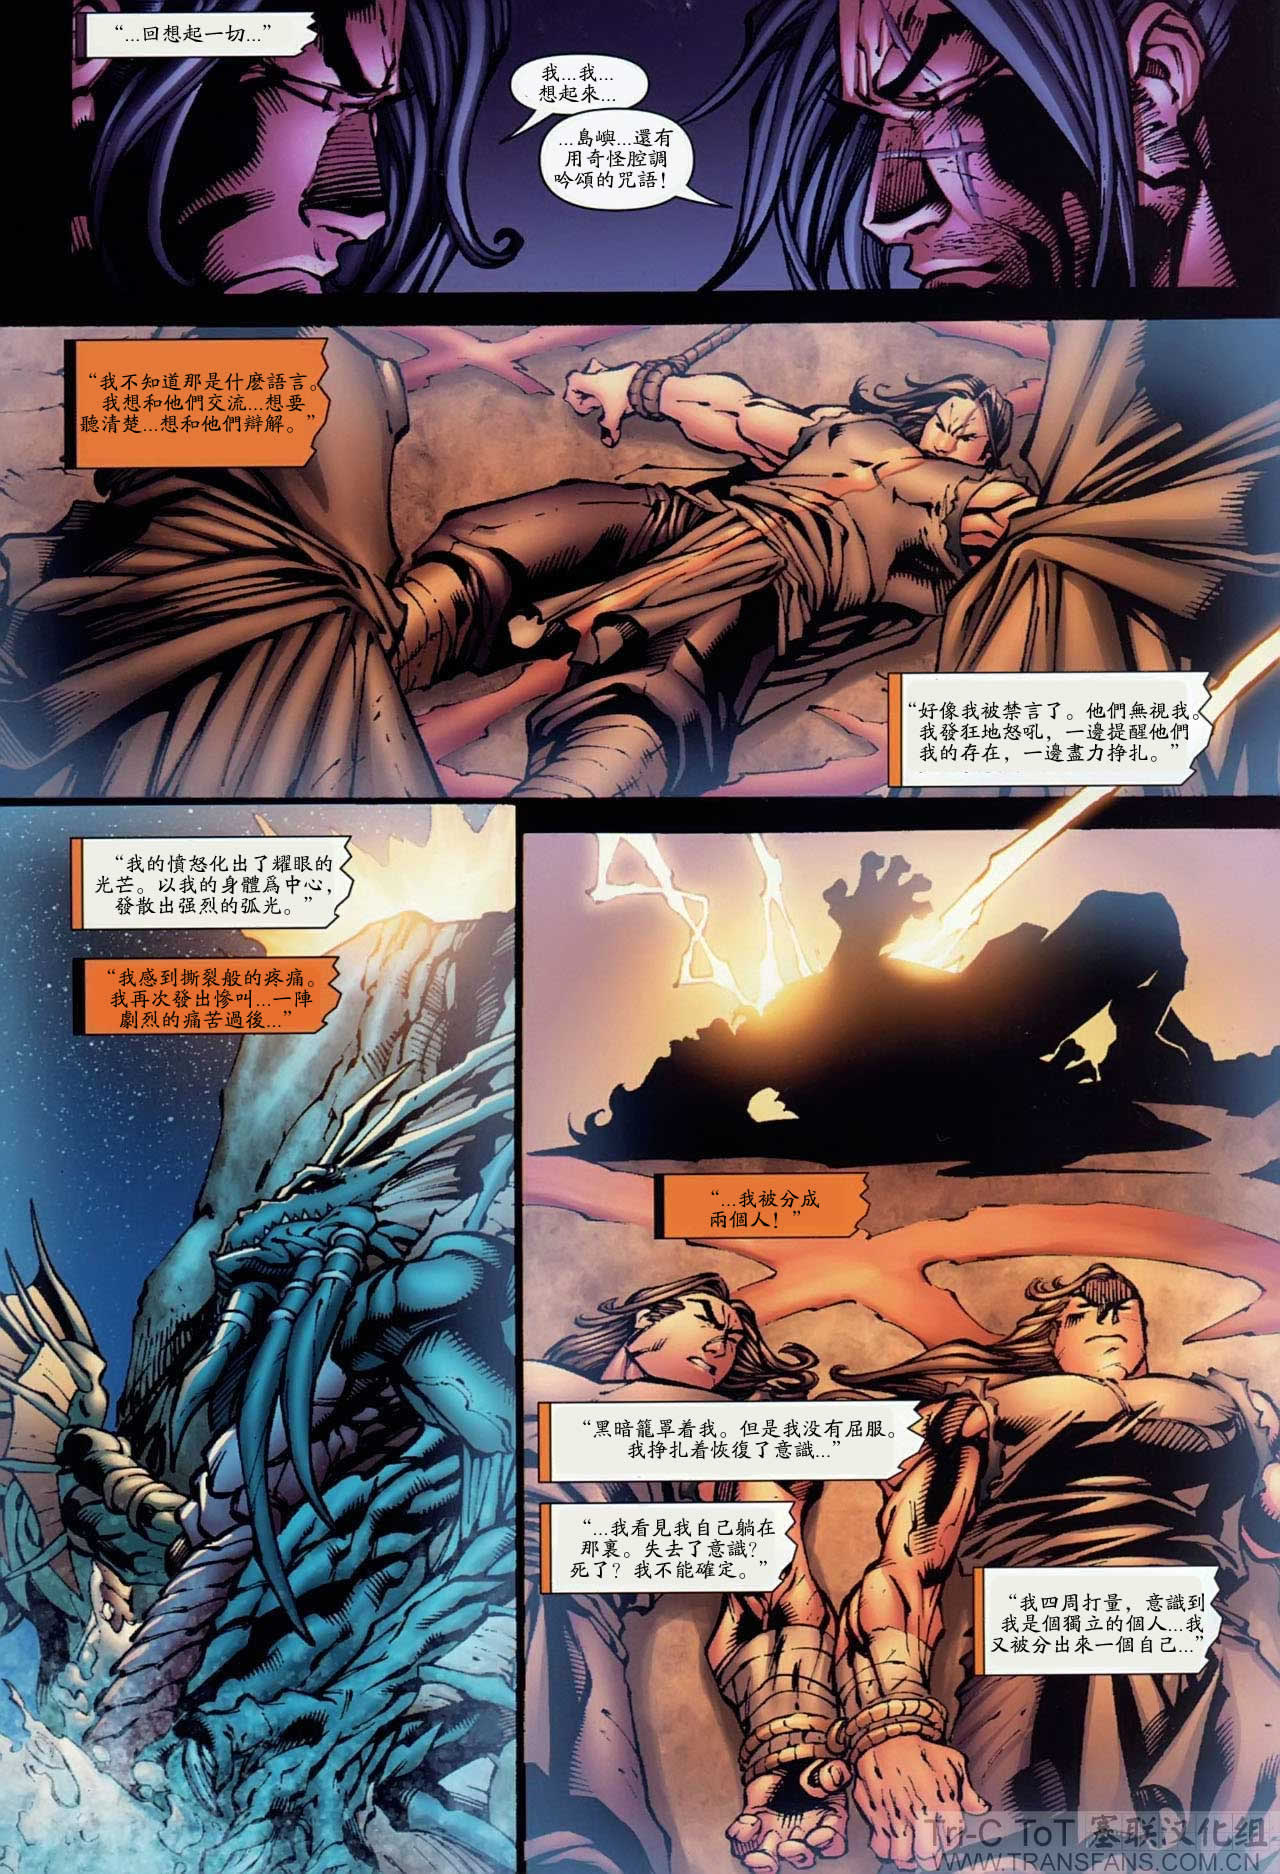 “…回想起一切…”
我…我…
想起來…
…島嶼…還有
用奇怪腔調
吟頌的咒語！
“我不知道那是什麼語言。
我想和他們交流…想要
聽清楚…想和他們辯解。”
“好像我被禁言了。他們無視我。
我發狂地怒吼，一邊提醒他們
我的存在，一邊盡力掙扎。”
“我的憤怒化出了耀眼的
光芒。以我的身體爲中心，
發散出强烈的弧光。”
“我感到撕裂般的疼痛。
我再次發出慘叫…一陣
劇烈的痛苦過後…”
“…我被分成
兩個人！”
“黑暗籠罩着我。但是我没有屈服。
我掙扎着恢復了意識…”
“…我看見我自己躺在
那裏。失去了意識？
死了？我不能確定。”
“我四周打量，意識到
我是個獨立的個人…我
又被分出來一個自己…”
Tri-C ToT 塞联汉化组
WWW.TRANSFANS.COM.CN